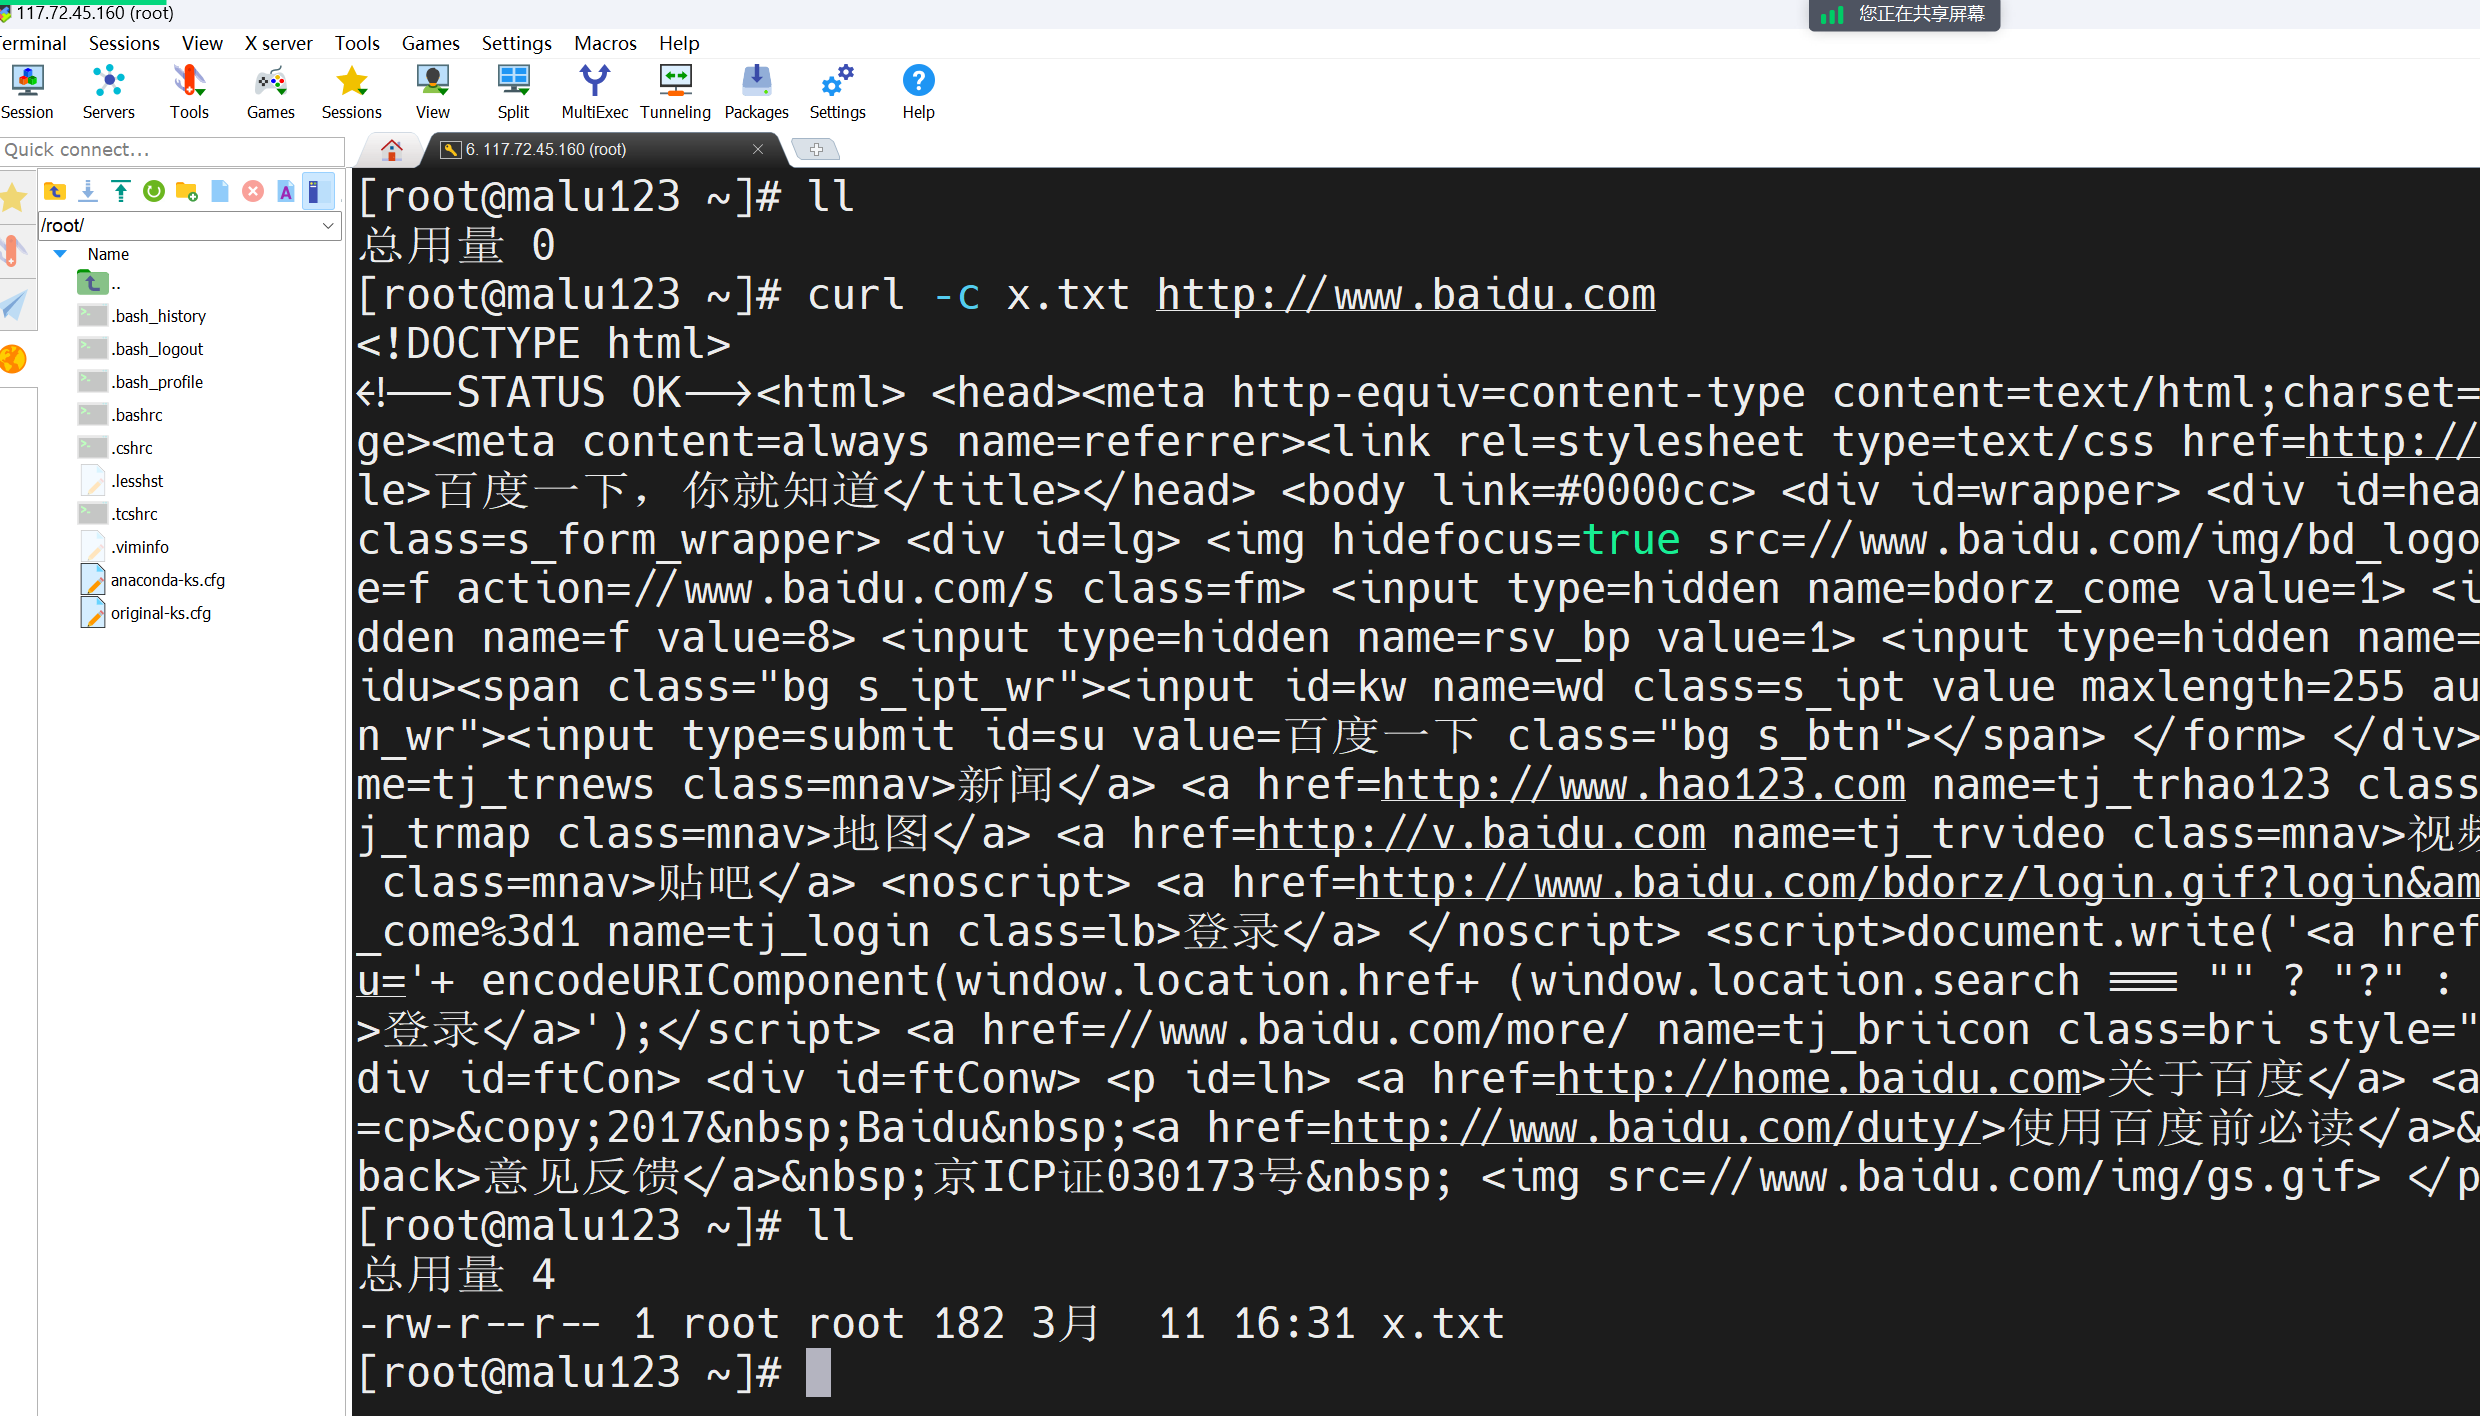 117.72.45.160 (root)
您正在共享屏幕
Terminal Sessions View X server Tools Games Settings Macros Help
Session Servers Tools Games Sessions View Split MultiExec Tunneling Packages Settings Help
Quick connect...
6. 117.72.45.160 (root)
/root/
Name
..
.bash_history
.bash_logout
.bash_profile
.bashrc
.cshrc
.lesshst
.tcshrc
.viminfo
anaconda-ks.cfg
original-ks.cfg
[root@malu123 ~]# ll
总用量 0
[root@malu123 ~]# curl -c x.txt http://www.baidu.com
<!DOCTYPE html>
<!--STATUS OK--><html> <head><meta http-equiv=content-type content=text/html;charset=
ge><meta content=always name=referrer><link rel=stylesheet type=text/css href=http://
le>百度一下，你就知道</title></head> <body link=#0000cc> <div id=wrapper> <div id=hea
class=s_form_wrapper> <div id=lg> <img hidefocus=true src=//www.baidu.com/img/bd_logo
e=f action=//www.baidu.com/s class=fm> <input type=hidden name=bdorz_come value=1> <i
dden name=f value=8> <input type=hidden name=rsv_bp value=1> <input type=hidden name=
idu><span class="bg s_ipt_wr"><input id=kw name=wd class=s_ipt value maxlength=255 au
n_wr"><input type=submit id=su value=百度一下 class="bg s_btn"></span> </form> </div>
me=tj_trnews class=mnav>新闻</a> <a href=http://www.hao123.com name=tj_trhao123 class
j_trmap class=mnav>地图</a> <a href=http://v.baidu.com name=tj_trvideo class=mnav>视频
 class=mnav>贴吧</a> <noscript> <a href=http://www.baidu.com/bdorz/login.gif?login&am
_come%3d1 name=tj_login class=lb>登录</a> </noscript> <script>document.write('<a href
u='+ encodeURIComponent(window.location.href+ (window.location.search === "" ? "?" :
>登录</a>');</script> <a href=//www.baidu.com/more/ name=tj_briicon class=bri style="
div id=ftCon> <div id=ftConw> <p id=lh> <a href=http://home.baidu.com>关于百度</a> <a
=cp>&copy;2017&nbsp;Baidu&nbsp;<a href=http://www.baidu.com/duty/>使用百度前必读</a>&
back>意见反馈</a>&nbsp;京ICP证030173号&nbsp; <img src=//www.baidu.com/img/gs.gif> </p
[root@malu123 ~]# ll
总用量 4
-rw-r--r-- 1 root root 182 3月  11 16:31 x.txt
[root@malu123 ~]#